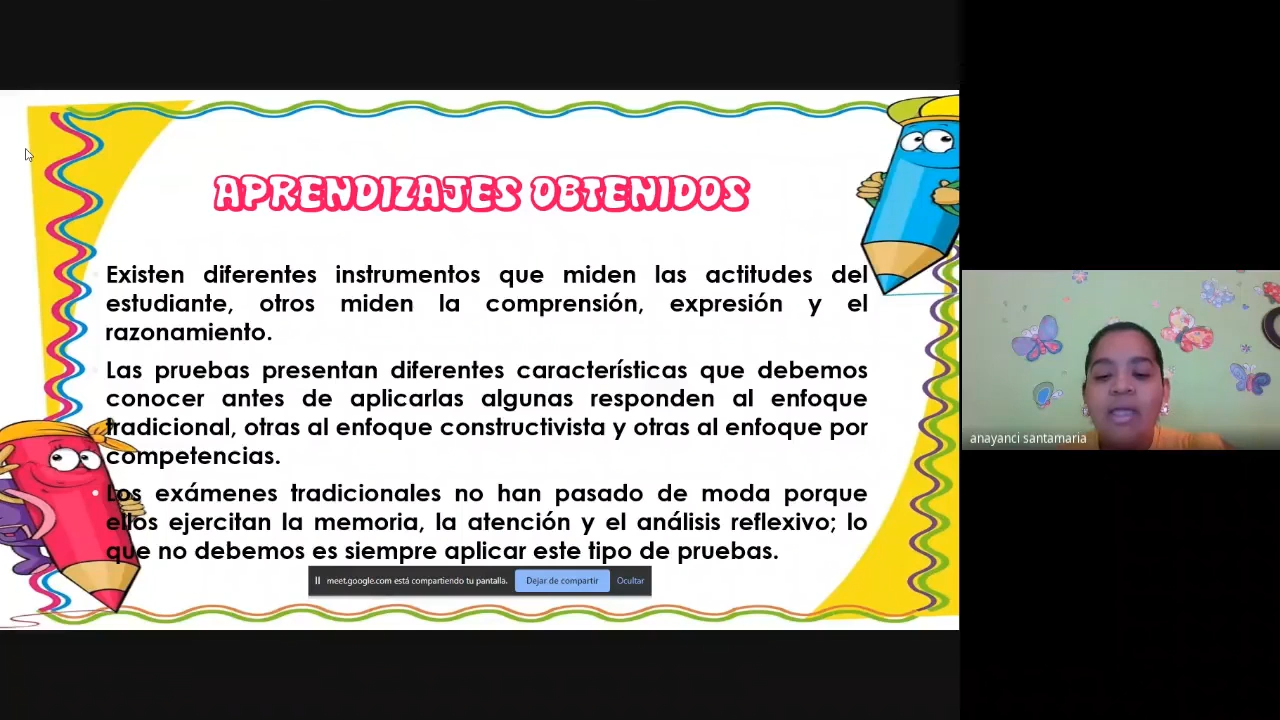 APRENDIZAJES OBTENIDOS
Existen diferentes instrumentos que miden las actitudes del
estudiante, otros miden la comprensión, expresión y el
razonamiento.
Las pruebas presentan diferentes características que debemos
conocer antes de aplicarlas algunas responden al enfoque
tradicional, otras al enfoque constructivista y otras al enfoque por
competencias.
• Los exámenes tradicionales no han pasado de moda porque
ellos ejercitan la memoria, la atención y el análisis reflexivo; lo
que no debemos es siempre aplicar este tipo de pruebas.
meet.google.com está compartiendo tu pantalla. Dejar de compartir Ocultar
anayanci santamaria